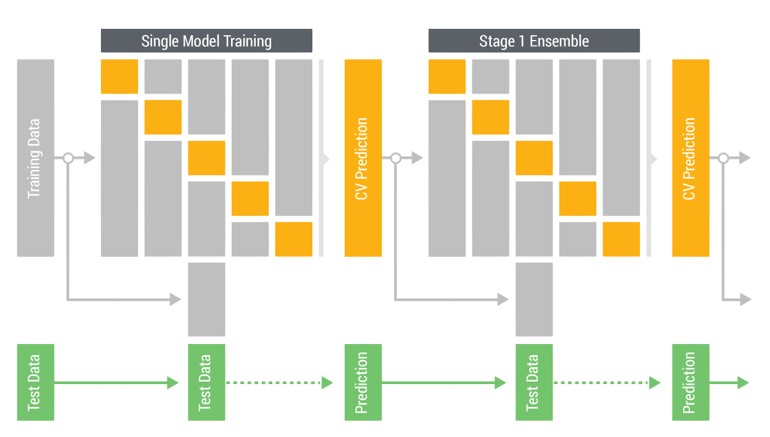 Single Model Training
Stage 1 Ensemble
Training Data
CV Prediction
CV Prediction
Test Data
Test Data
Prediction
Test Data
Prediction